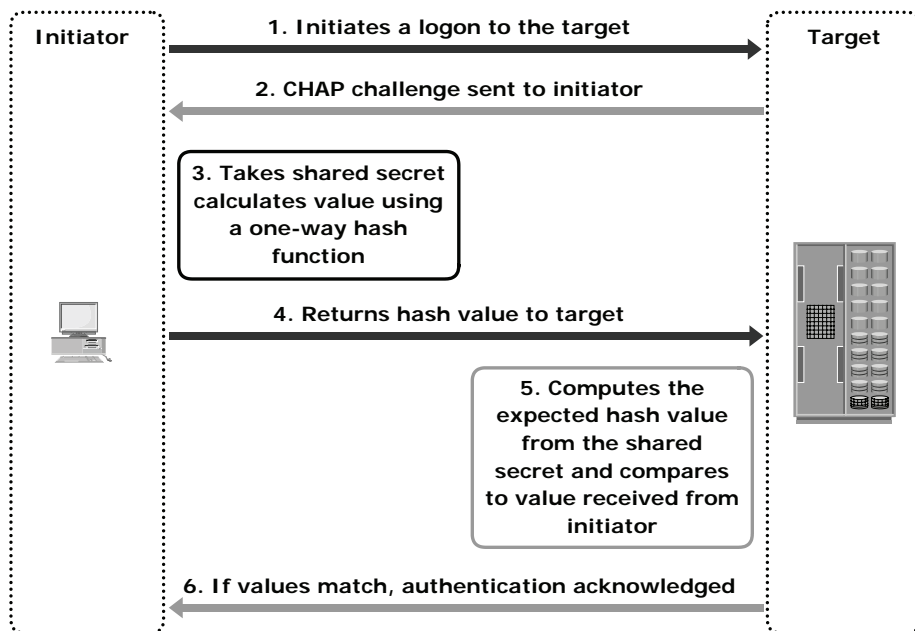 Initiator
1. Initiates a logon to the target
Target
2. CHAP challenge sent to initiator
3. Takes shared secret
calculates value using
a one-way hash
function
4. Returns hash value to target
5. Computes the
expected hash value
from the shared
secret and compares
to value received from
initiator
6. If values match, authentication acknowledged